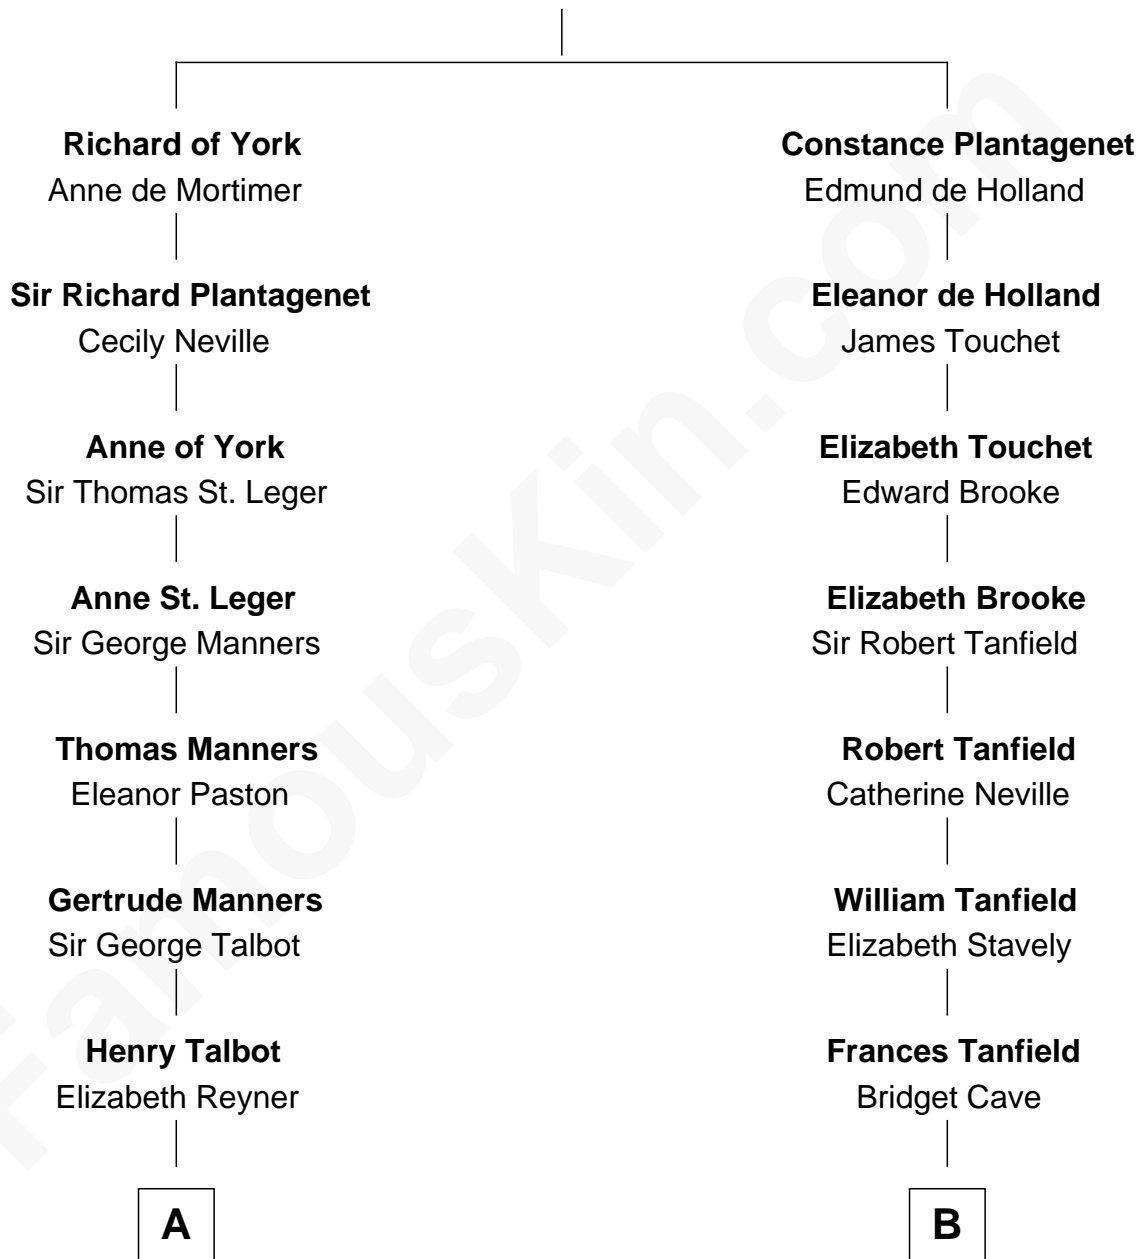 Richard of York
Anne de Mortimer
Sir Richard Plantagenet
Cecily Neville
Anne of York
Sir Thomas St. Leger
Anne St. Leger
Sir George Manners
Thomas Manners
Eleanor Paston
Gertrude Manners
Sir George Talbot
Henry Talbot
Elizabeth Reyner
A
Constance Plantagenet
Edmund de Holland
Eleanor de Holland
James Touchet
Elizabeth Touchet
Edward Brooke
Elizabeth Brooke
Sir Robert Tanfield
Robert Tanfield
Catherine Neville
William Tanfield
Elizabeth Stavely
Frances Tanfield
Bridget Cave
B
FamousKin.com